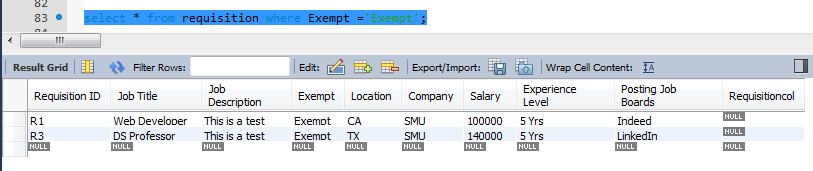 82
83 select * from requisition where Exempt ='Exempt';
84
Result Grid Filter Rows: Edit: Export/Import: Wrap Cell Content: IA
Requisition ID Job Title Job Description Exempt Location Company Salary Experience Level Posting Job Boards Requisitioncol
R1 Web Developer This is a test Exempt CA SMU 100000 5 Yrs Indeed NULL
R3 DS Professor This is a test Exempt TX SMU 140000 5 Yrs LinkedIn NULL
NULL NULL NULL NULL NULL NULL NULL NULL NULL NULL